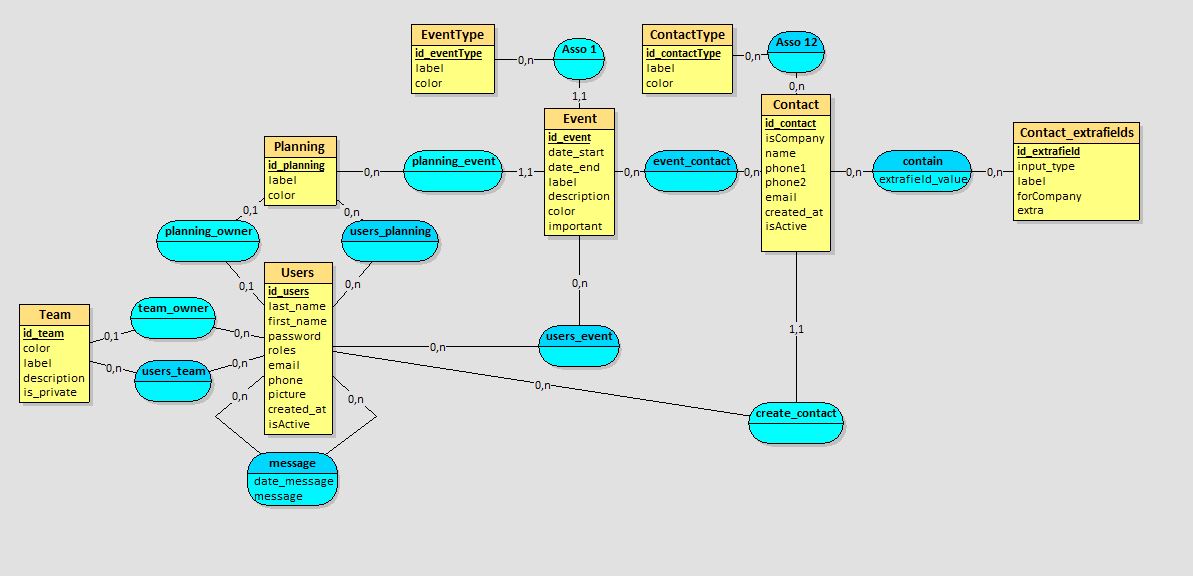 EventType
id_eventType
label
color
0,n
Asso 1
1,1
ContactType
id_contactType
label
color
0,n
Asso 12
0,n
Planning
id_planning
label
color
0,n
planning_event
1,1
Event
id_event
date_start
date_end
label
description
color
important
0,n
event_contact
0,n
Contact
id_contact
isCompany
name
phone1
phone2
email
created_at
isActive
0,n
contain
extrafield_value
0,n
Contact_extrafields
id_extrafield
input_type
label
forCompany
extra
0,1
planning_owner
0,1
0,n
users_planning
0,n
Team
id_team
color
label
description
is_private
0,1
team_owner
0,n
0,n
users_team
0,n
Users
id_users
last_name
first_name
password
roles
email
phone
picture
created_at
isActive
0,n
users_event
0,n
0,n
create_contact
1,1
0,n
0,n
message
date_message
message